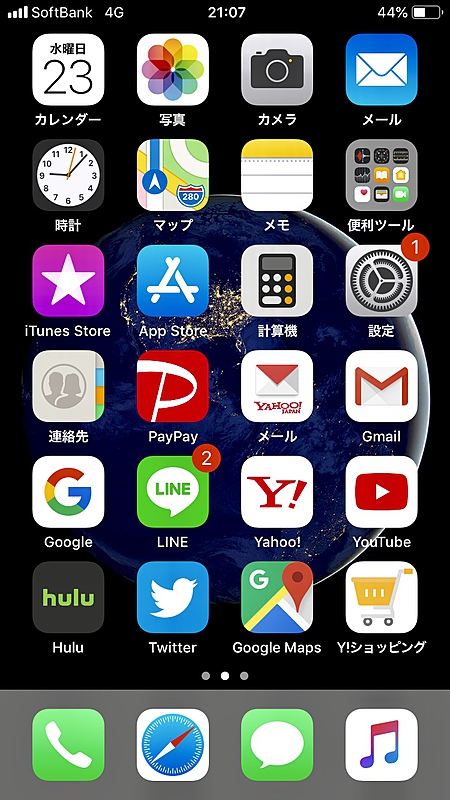 SoftBank 4G 21:07 44%
水曜日
23
カレンダー 写真 カメラ メール
280
時計 マップ メモ 便利ツール
1
iTunes Store App Store 計算機 設定
YAHOO!
JAPAN
連絡先 PayPay メール Gmail
2
LINE
Y!
Google LINE Yahoo! YouTube
hulu
G
Hulu Twitter Google Maps Y!ショッピング